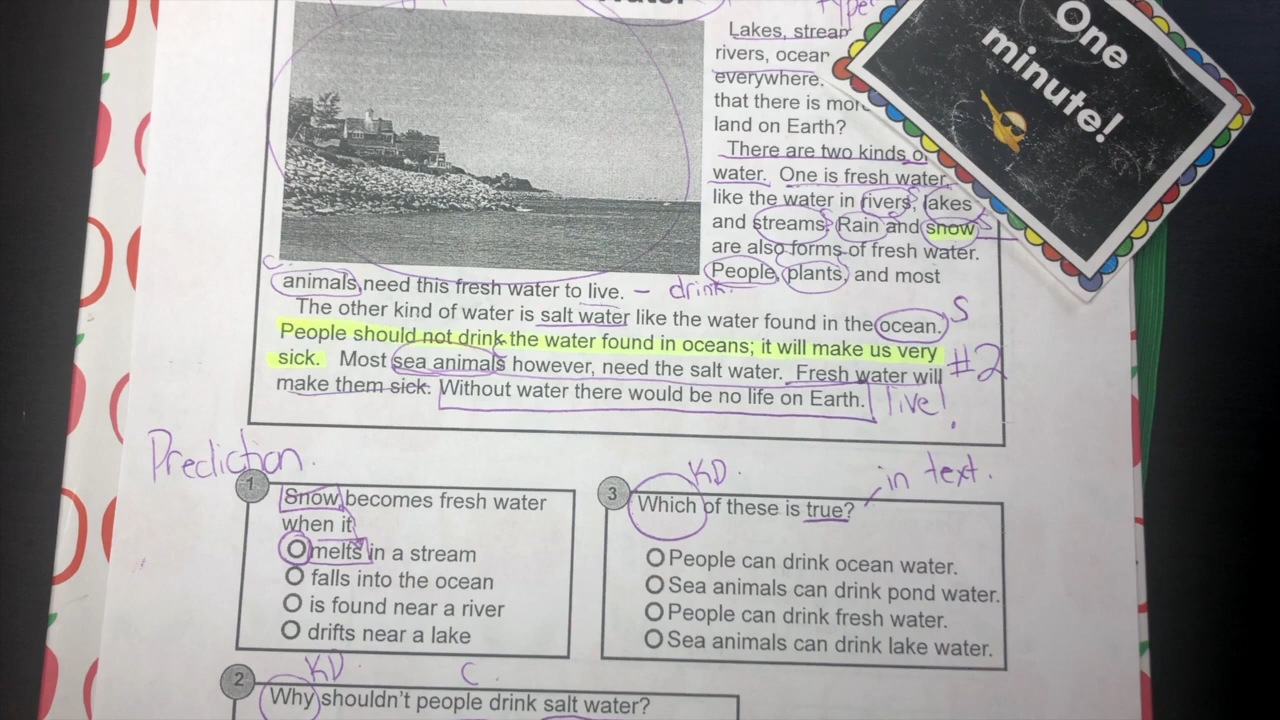 Water
type
Lakes, stream
rivers, ocean
everywhere.
that there is more
land on Earth?
There are two kinds of
water. One is fresh water
like the water in rivers, lakes
and streams. Rain and snow
are also forms of fresh water.
People, plants and most
animals need this fresh water to live. – drink.
The other kind of water is salt water like the water found in the ocean. S
People should not drink the water found in oceans; it will make us very
sick. Most sea animals however, need the salt water. Fresh water will #2
make them sick. Without water there would be no life on Earth. live!
One
minute!
Prediction.
1
Snow becomes fresh water
when it
melts in a stream
falls into the ocean
is found near a river
drifts near a lake
KD
C.
2
Why shouldn't people drink salt water?
KD.
in text.
3
Which of these is true?
People can drink ocean water.
Sea animals can drink pond water.
People can drink fresh water.
Sea animals can drink lake water.